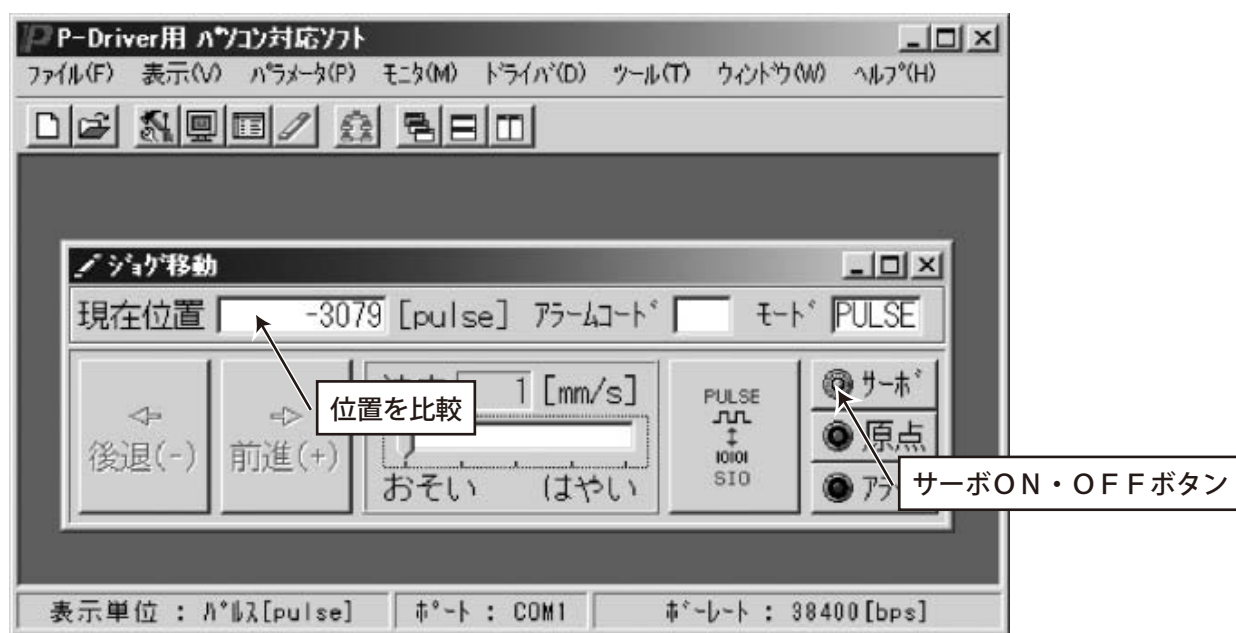 P-Driver用 パソコン対応ソフト
ファイル(F) 表示(V) パラメータ(P) モニタ(M) ドライバ(D) ツール(T) ウィンドウ(W) ヘルプ(H)
ジョグ移動
現在位置 -3079 [pulse] アラームコード モード PULSE
1 [mm/s]
位置を比較
後退(-)
前進(+)
おそい はやい
PULSE
10101
SIO
サーボ
原点
サーボON・OFFボタン
表示単位 : パルス[pulse] ポート : COM1 ボーレート : 38400[bps]